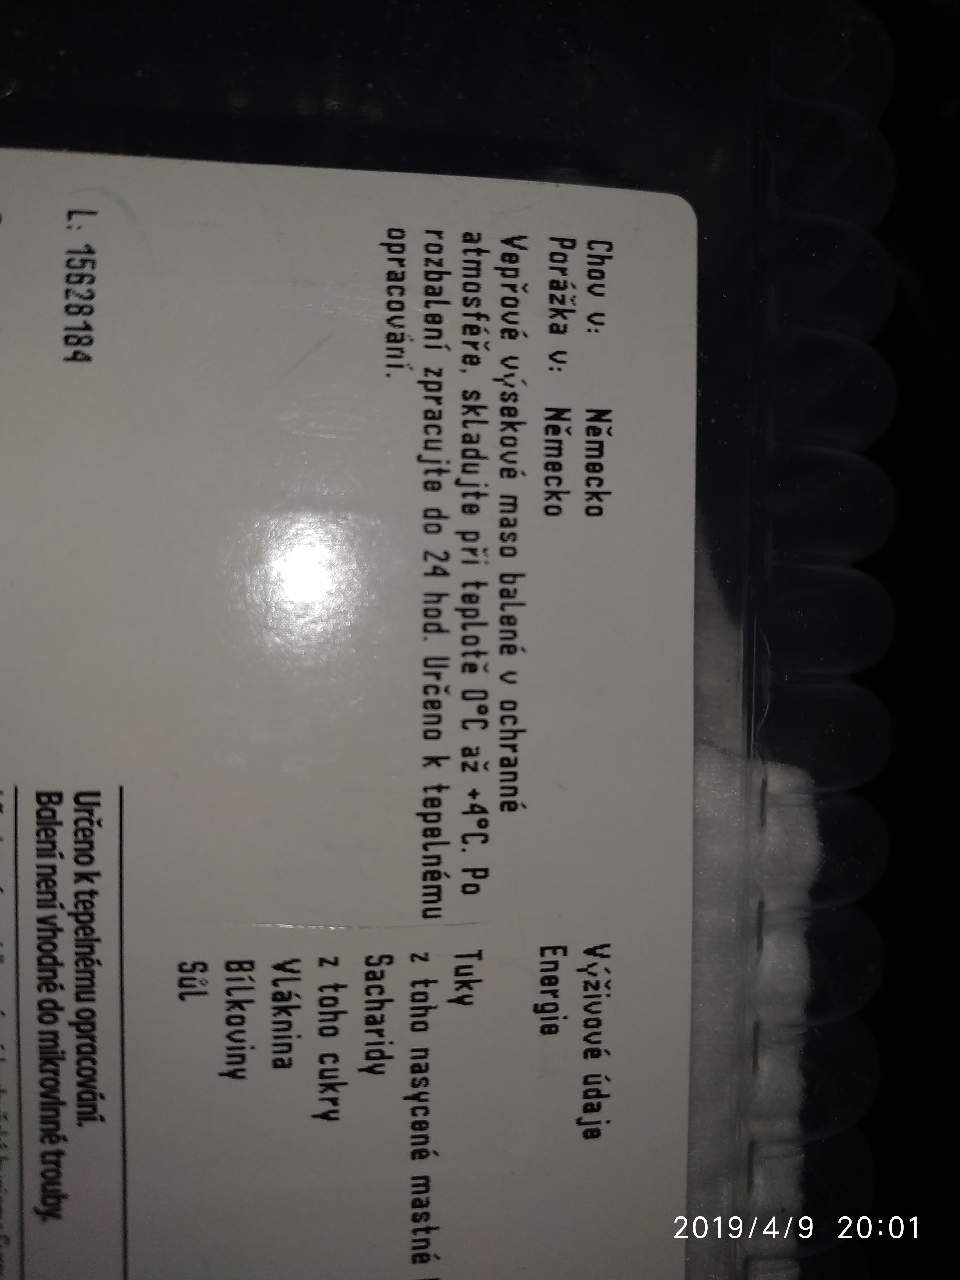 Chov v: Německo
Porážka v: Německo
Vepřové výsekové maso balené v ochranné
atmosféře, skladujte při teplotě 0°C až +4°C. Po
rozbalení zpracujte do 24 hod. Určeno k tepelnému
opracování.
L: 15628184
Výživové údaje
Energie
Tuky
z toho nasycené mastné
Sacharidy
z toho cukry
Vláknina
Bílkoviny
Sůl
Určeno k tepelnému opracování.
Balení není vhodné do mikrovlnné trouby.
2019/4/9 20:01